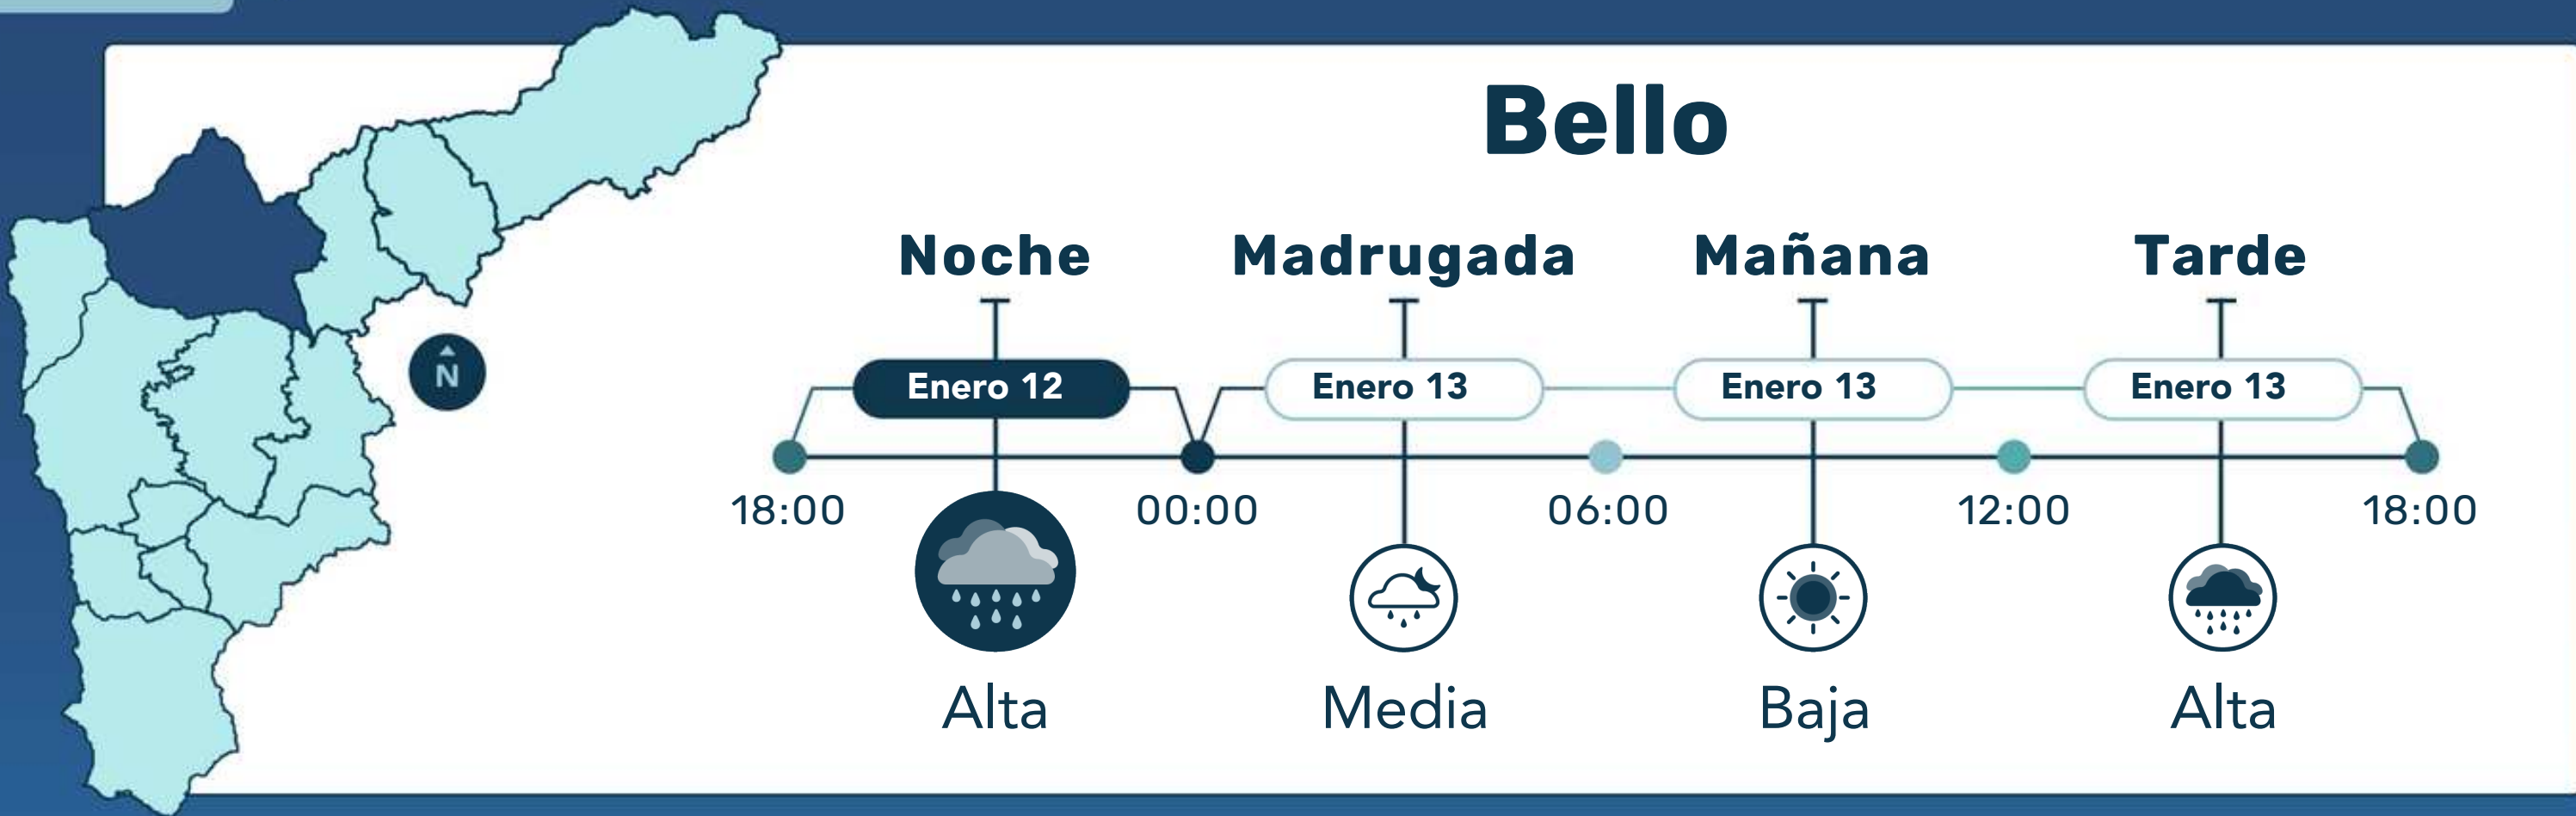 Bello
Noche Madrugada Mañana Tarde
Enero 12 Enero 13 Enero 13 Enero 13
N
18:00 00:00 06:00 12:00 18:00
Alta Media Baja Alta